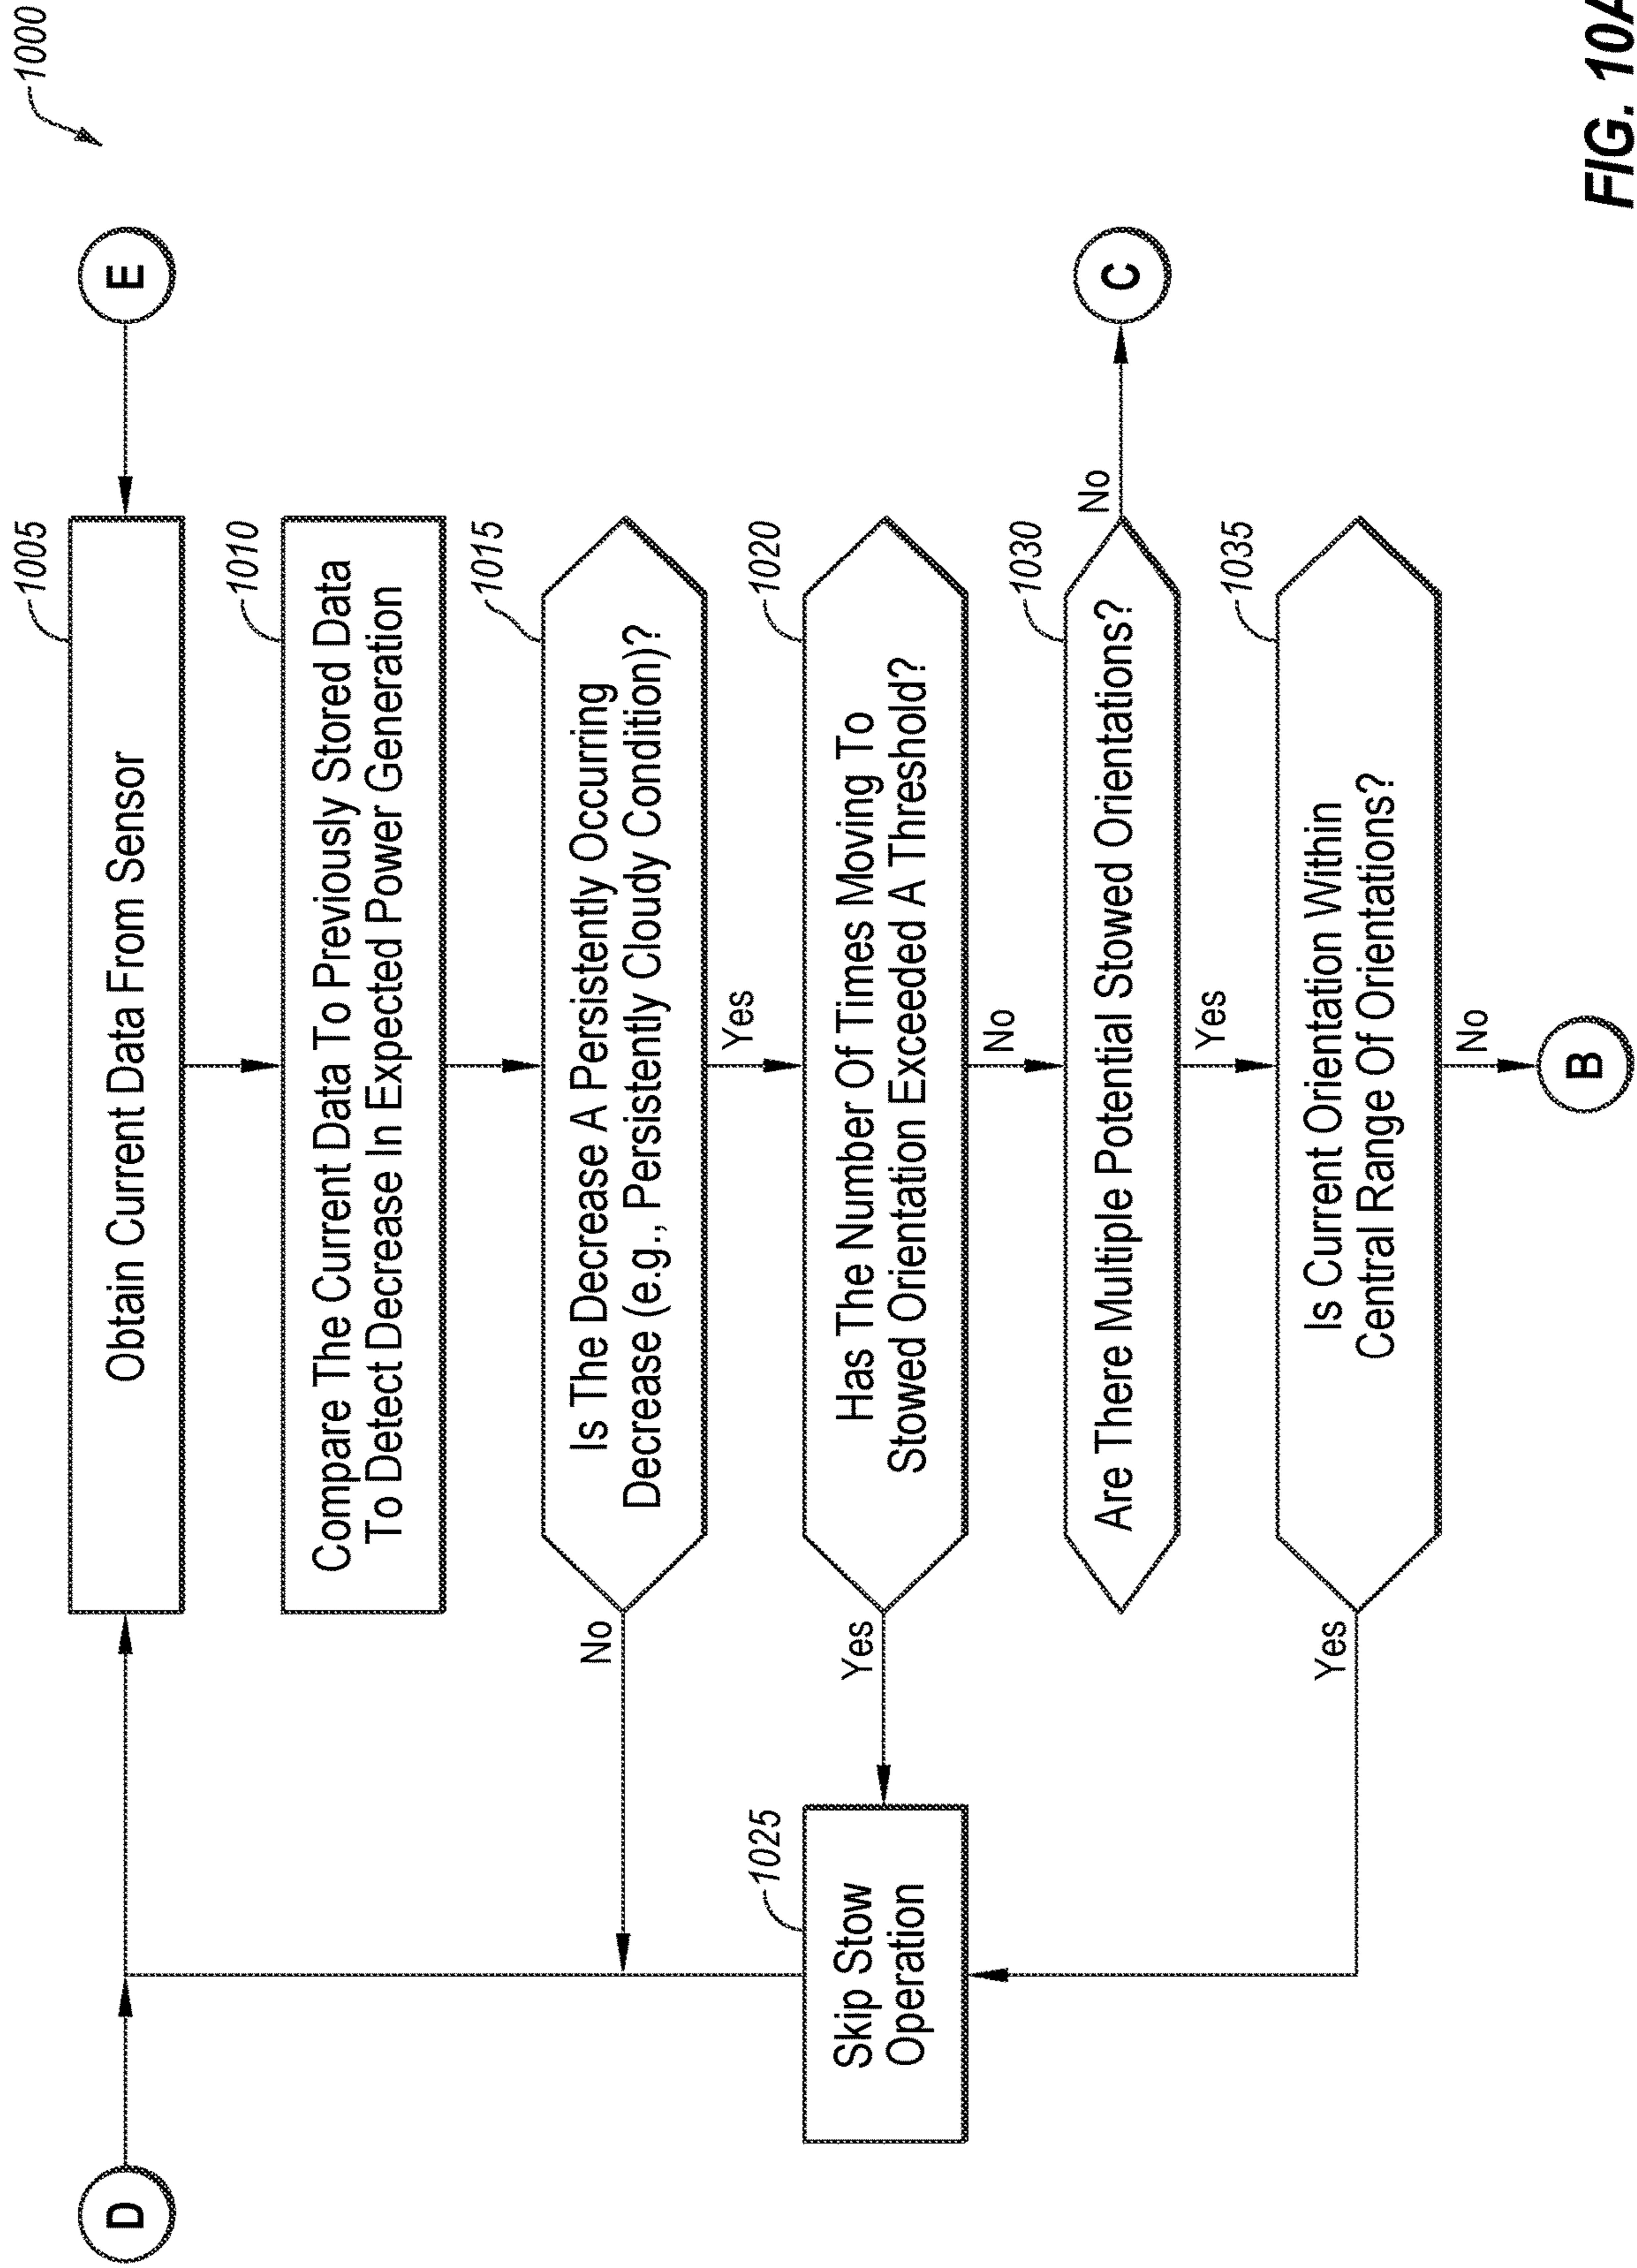 1000
D
E
1005
Obtain Current Data From Sensor
1010
Compare The Current Data To Previously Stored Data
To Detect Decrease In Expected Power Generation
1015
Is The Decrease A Persistently Occurring
Decrease (e.g., Persistently Cloudy Condition)?
No
Yes
1020
Has The Number Of Times Moving To
Stowed Orientation Exceeded A Threshold?
Yes
No
1025
Skip Stow
Operation
1030
Are There Multiple Potential Stowed Orientations?
No
C
Yes
1035
Is Current Orientation Within
Central Range Of Orientations?
Yes
No
B
FIG. 10A